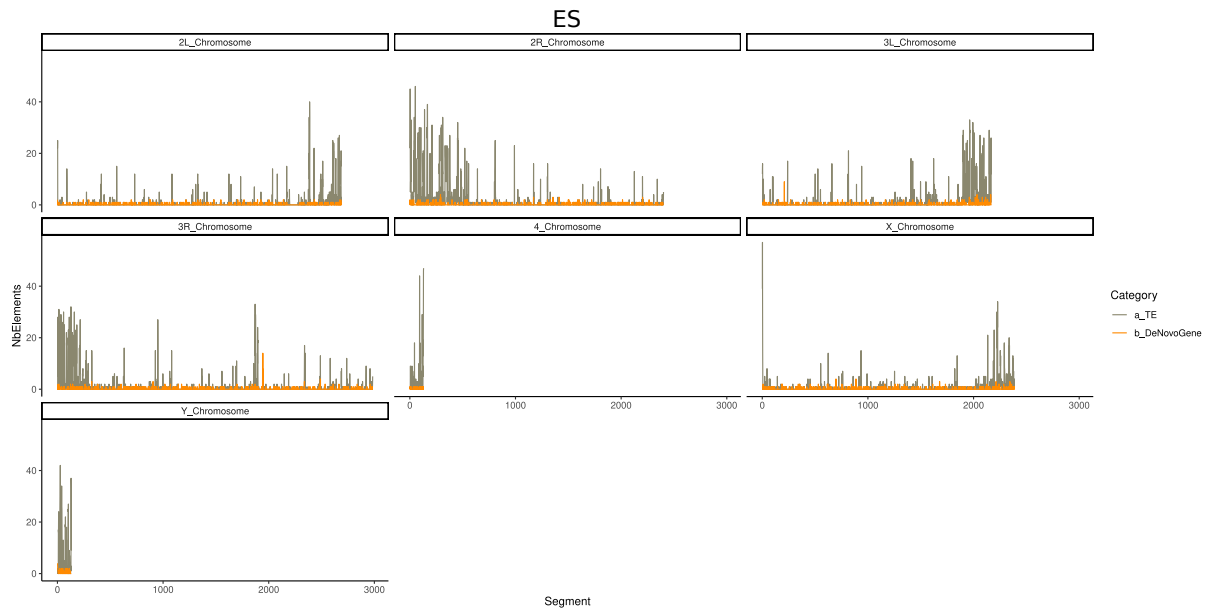 ES
2L_Chromosome
2R_Chromosome
3L_Chromosome
40
20
0
3R_Chromosome
4_Chromosome
X_Chromosome
NbElements
40
20
0
Category
a_TE
b_DeNovoGene
0
1000
2000
3000
0
1000
2000
3000
Y_Chromosome
40
20
0
0
1000
2000
3000
Segment